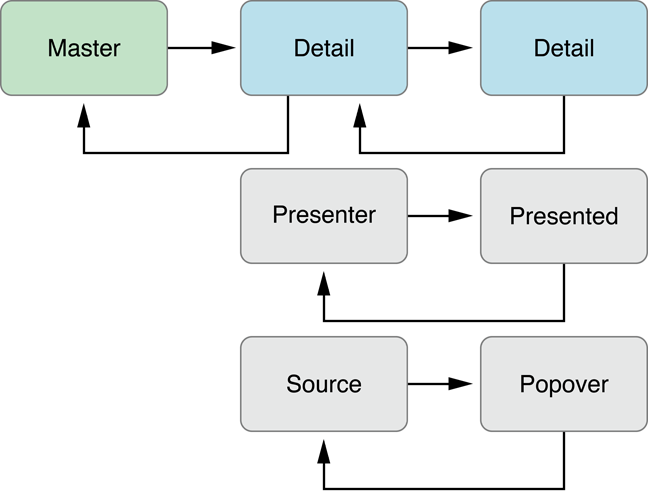 Master
Detail
Detail
Presenter
Presented
Source
Popover